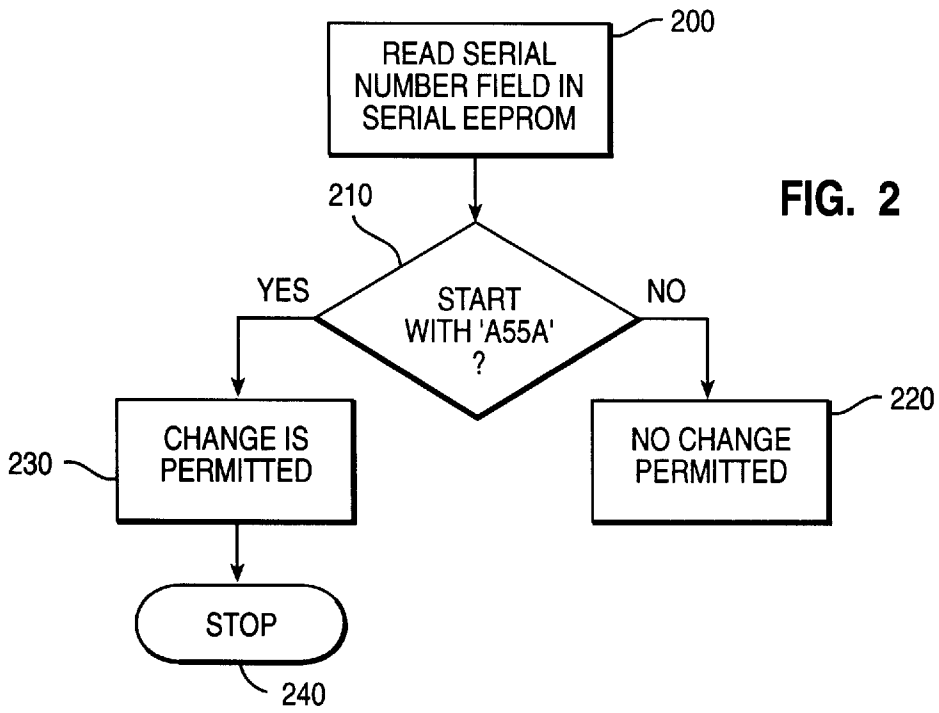 200
READ SERIAL
NUMBER FIELD IN
SERIAL EEPROM
210
FIG. 2
YES
START
WITH 'A55A'
?
NO
220
CHANGE IS
PERMITTED
230
NO CHANGE
PERMITTED
STOP
240